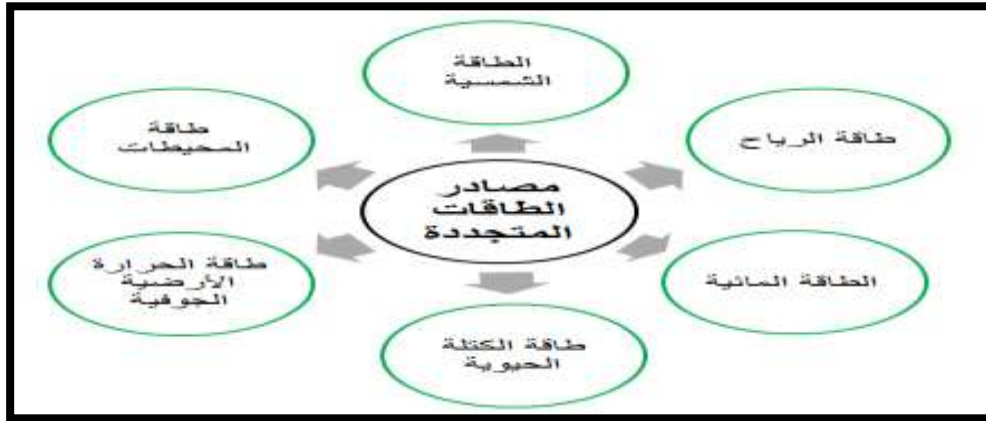 الطاقة
الشمسية
طاقة الرياح
طاقة
المحيطات
مصادر
الطاقات
المتجددة
الطاقة المائية
طاقة الحرارة
الأرضية
الجوفية
طاقة الكتلة
الحيوية